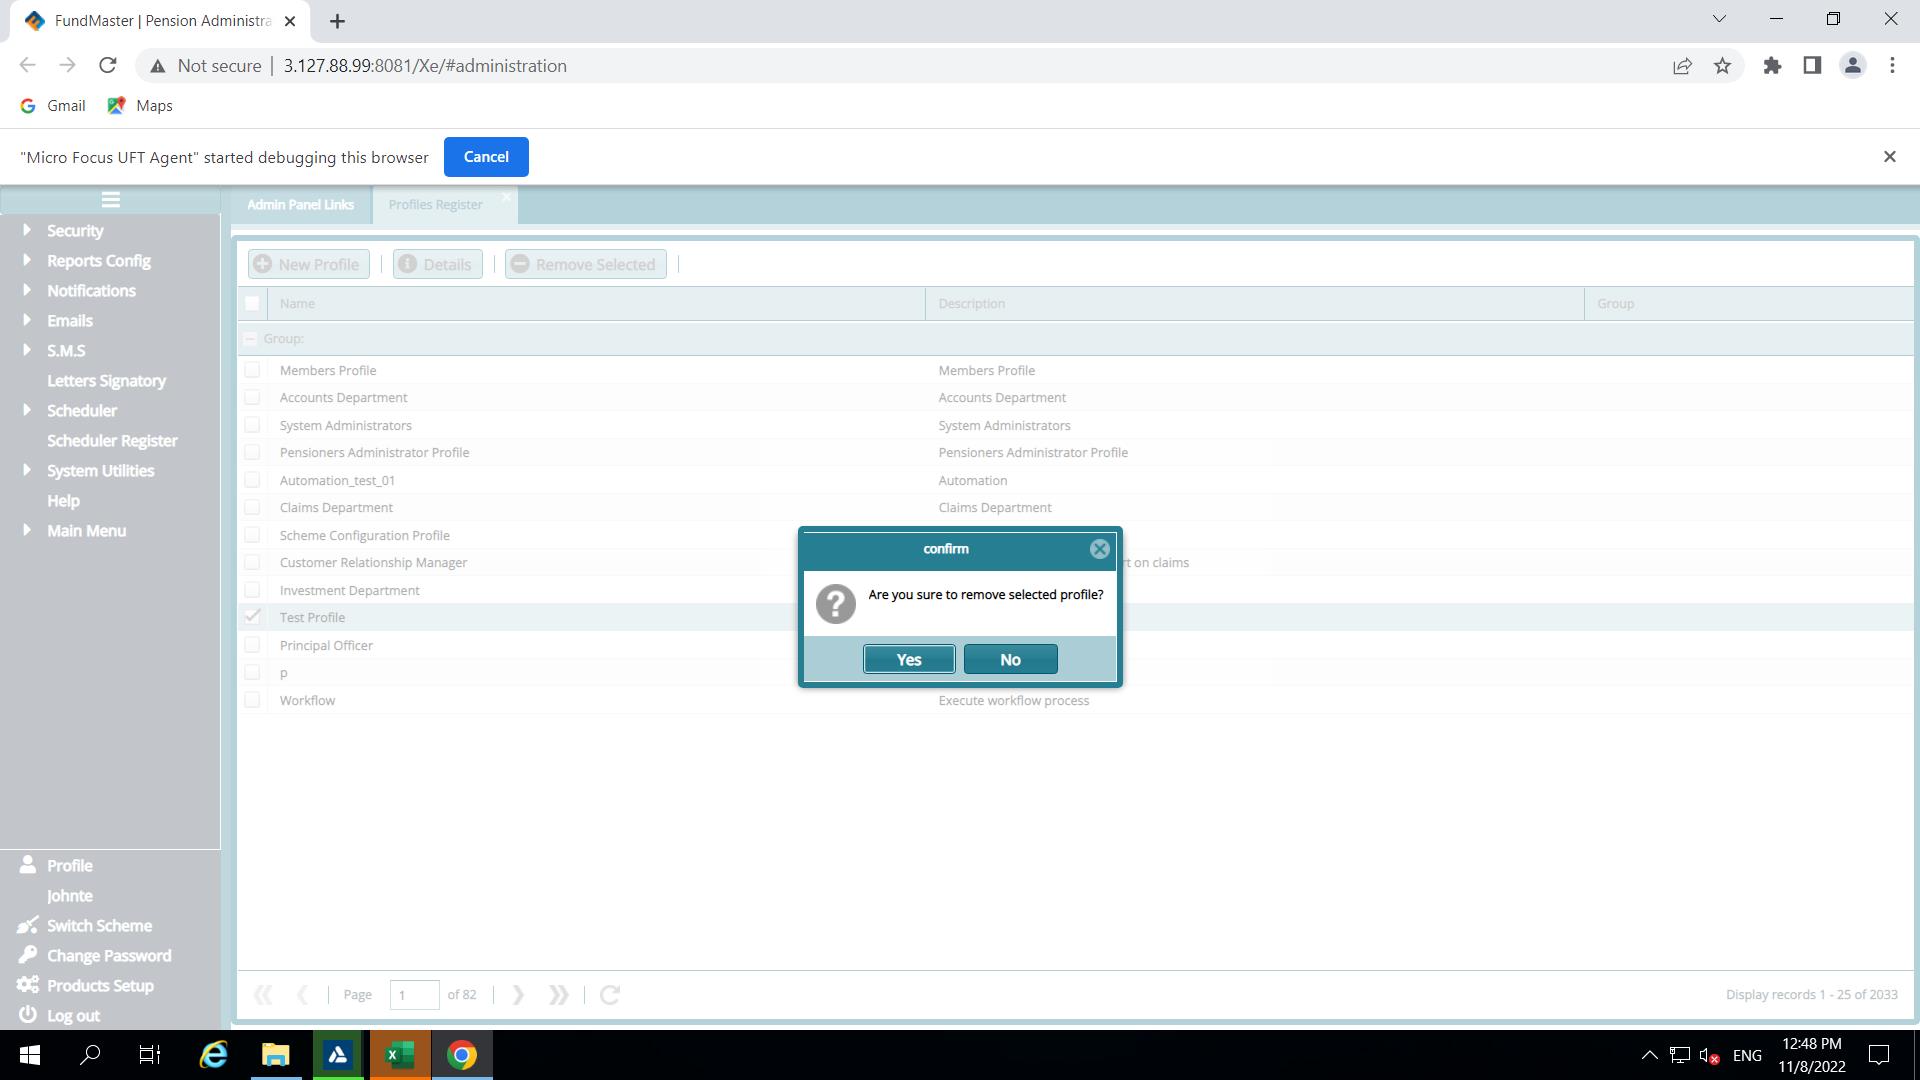 FundMaster | Pension Administra
Not secure | 3.127.88.99:8081/Xe/#administration
Gmail Maps
"Micro Focus UFT Agent" started debugging this browser Cancel
Admin Panel Links Profiles Register
Security
Reports Config
Notifications
Emails
S.M.S
Letters Signatory
Scheduler
Scheduler Register
System Utilities
Help
Main Menu
New Profile Details Remove Selected
Name Description Group
Group:
Members Profile Members Profile
Accounts Department Accounts Department
System Administrators System Administrators
Pensioners Administrator Profile Pensioners Administrator Profile
Automation_test_01 Automation
Claims Department Claims Department
Scheme Configuration Profile
Customer Relationship Manager rt on claims
Investment Department
Test Profile
Principal Officer
p
Workflow Execute workflow process
confirm
Are you sure to remove selected profile?
Yes No
Profile
Johnte
Switch Scheme
Change Password
Products Setup
Log out
Page 1 of 82 Display records 1 - 25 of 2033
ENG
12:48 PM
11/8/2022